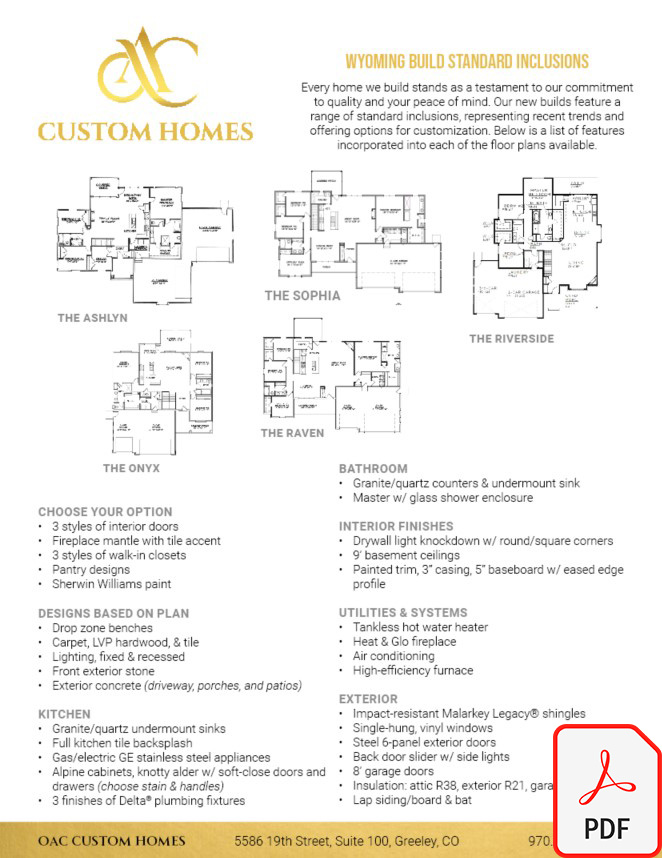 CUSTOM HOMES
WYOMING BUILD STANDARD INCLUSIONS
Every home we build stands as a testament to our commitment
to quality and your peace of mind. Our new builds feature a
range of standard inclusions, representing recent trends and
offering options for customization. Below is a list of features
incorporated into each of the floor plans available.
THE ASHLYN
THE SOPHIA
THE RIVERSIDE
THE ONYX
THE RAVEN
CHOOSE YOUR OPTION
• 3 styles of interior doors
• Fireplace mantle with tile accent
• 3 styles of walk-in closets
• Pantry designs
• Sherwin Williams paint
DESIGNS BASED ON PLAN
• Drop zone benches
• Carpet, LVP hardwood, & tile
• Lighting, fixed & recessed
• Front exterior stone
• Exterior concrete (driveway, porches, and patios)
KITCHEN
• Granite/quartz undermount sinks
• Full kitchen tile backsplash
• Gas/electric GE stainless steel appliances
• Alpine cabinets, knotty alder w/ soft-close doors and
drawers (choose stain & handles)
• 3 finishes of Delta® plumbing fixtures
BATHROOM
• Granite/quartz counters & undermount sink
• Master w/ glass shower enclosure
INTERIOR FINISHES
• Drywall light knockdown w/ round/square corners
• 9' basement ceilings
• Painted trim, 3" casing, 5" baseboard w/ eased edge
profile
UTILITIES & SYSTEMS
• Tankless hot water heater
• Heat & Glo fireplace
• Air conditioning
• High-efficiency furnace
EXTERIOR
• Impact-resistant Malarkey Legacy® shingles
• Single-hung, vinyl windows
• Steel 6-panel exterior doors
• Back door slider w/ side lights
• 8' garage doors
• Insulation: attic R38, exterior R21, gara
• Lap siding/board & bat
OAC CUSTOM HOMES 5586 19th Street, Suite 100, Greeley, CO 970.
PDF